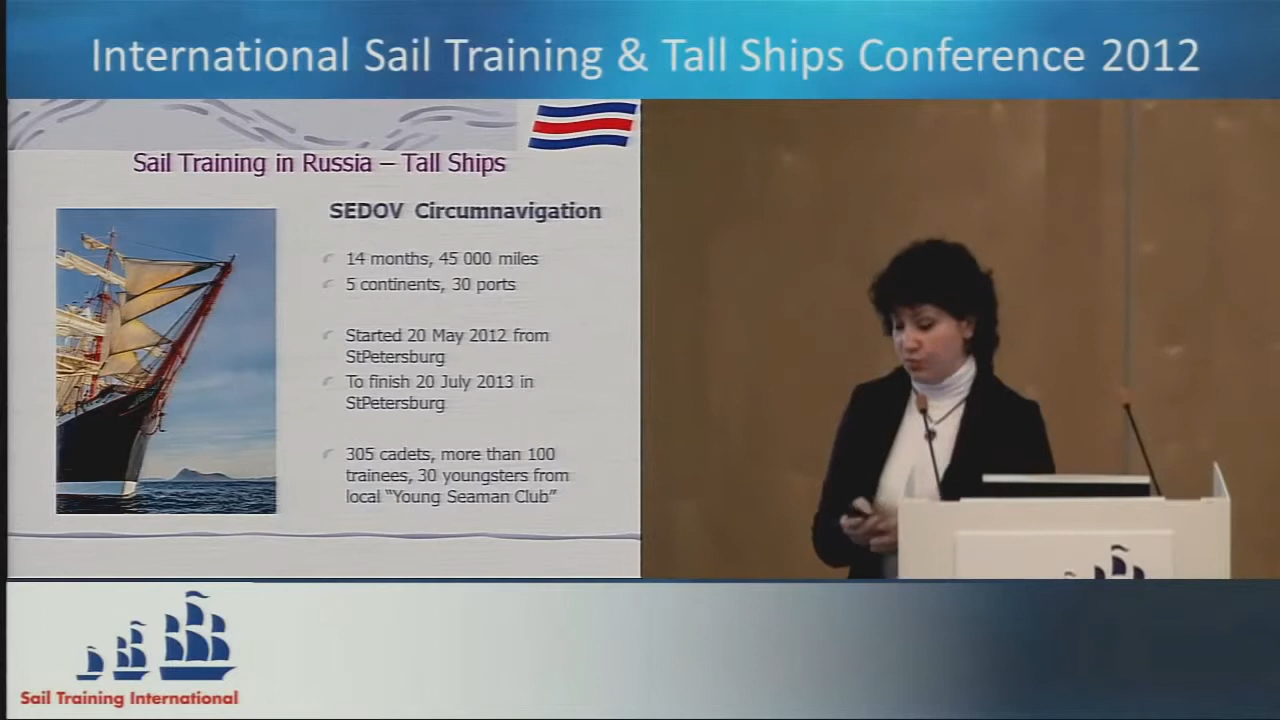 International Sail Training & Tall Ships Conference 2012
Sail Training in Russia – Tall Ships
SEDOV Circumnavigation
14 months, 45 000 miles
5 continents, 30 ports
Started 20 May 2012 from
StPetersburg
To finish 20 July 2013 in
StPetersburg
305 cadets, more than 100
trainees, 30 youngsters from
local “Young Seaman Club”
Sail Training International